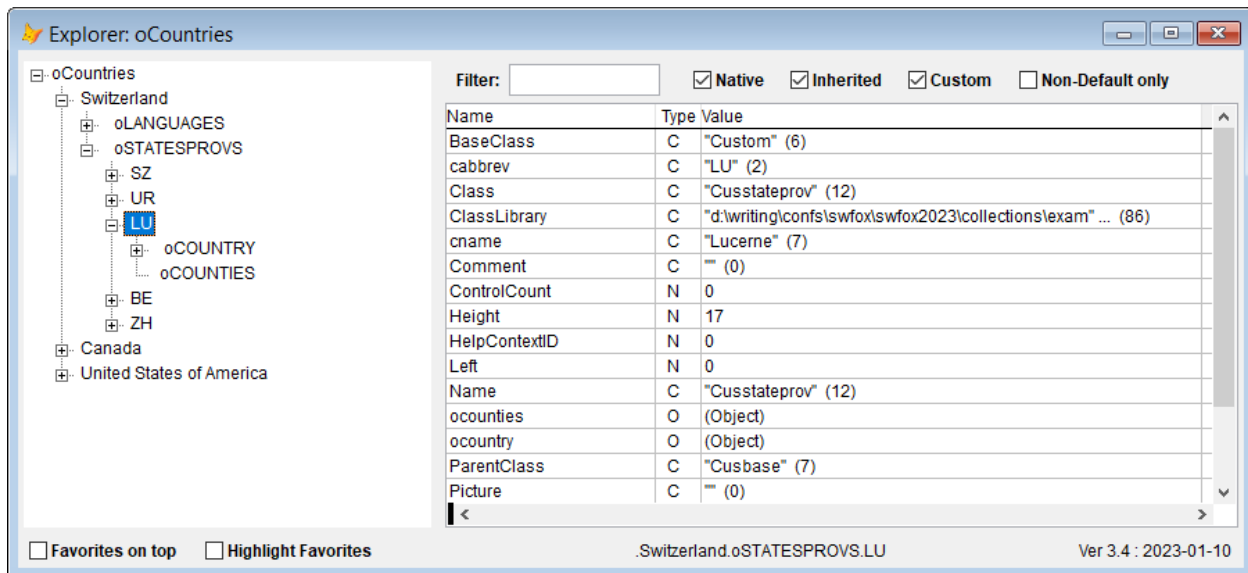 Explorer: oCountries
oCountries
Switzerland
oLANGUAGES
oSTATESPROVS
SZ
UR
LU
oCOUNTRY
oCOUNTIES
BE
ZH
Canada
United States of America
Filter: Native Inherited Custom Non-Default only
Name Type Value
BaseClass C "Custom" (6)
cabbrev C "LU" (2)
Class C "Cusstateprov" (12)
ClassLibrary C "d:\writing\confs\swfox\swfox2023\collections\exam" ... (86)
cname C "Lucerne" (7)
Comment C "" (0)
ControlCount N 0
Height N 17
HelpContextID N 0
Left N 0
Name C "Cusstateprov" (12)
ocounties O (Object)
ocountry O (Object)
ParentClass C "Cusbase" (7)
Picture C "" (0)
Favorites on top Highlight Favorites .Switzerland.oSTATESPROVS.LU Ver 3.4 : 2023-01-10